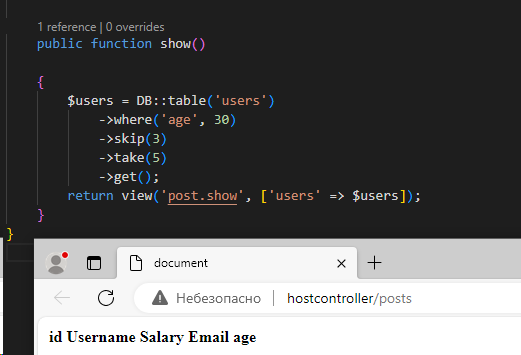 1 reference | 0 overrides
public function show()
{
$users = DB::table('users')
->where('age', 30)
->skip(3)
->take(5)
->get();
return view('post.show', ['users' => $users]);
}
}
document
Небезопасно | hostcontroller/posts
id Username Salary Email age